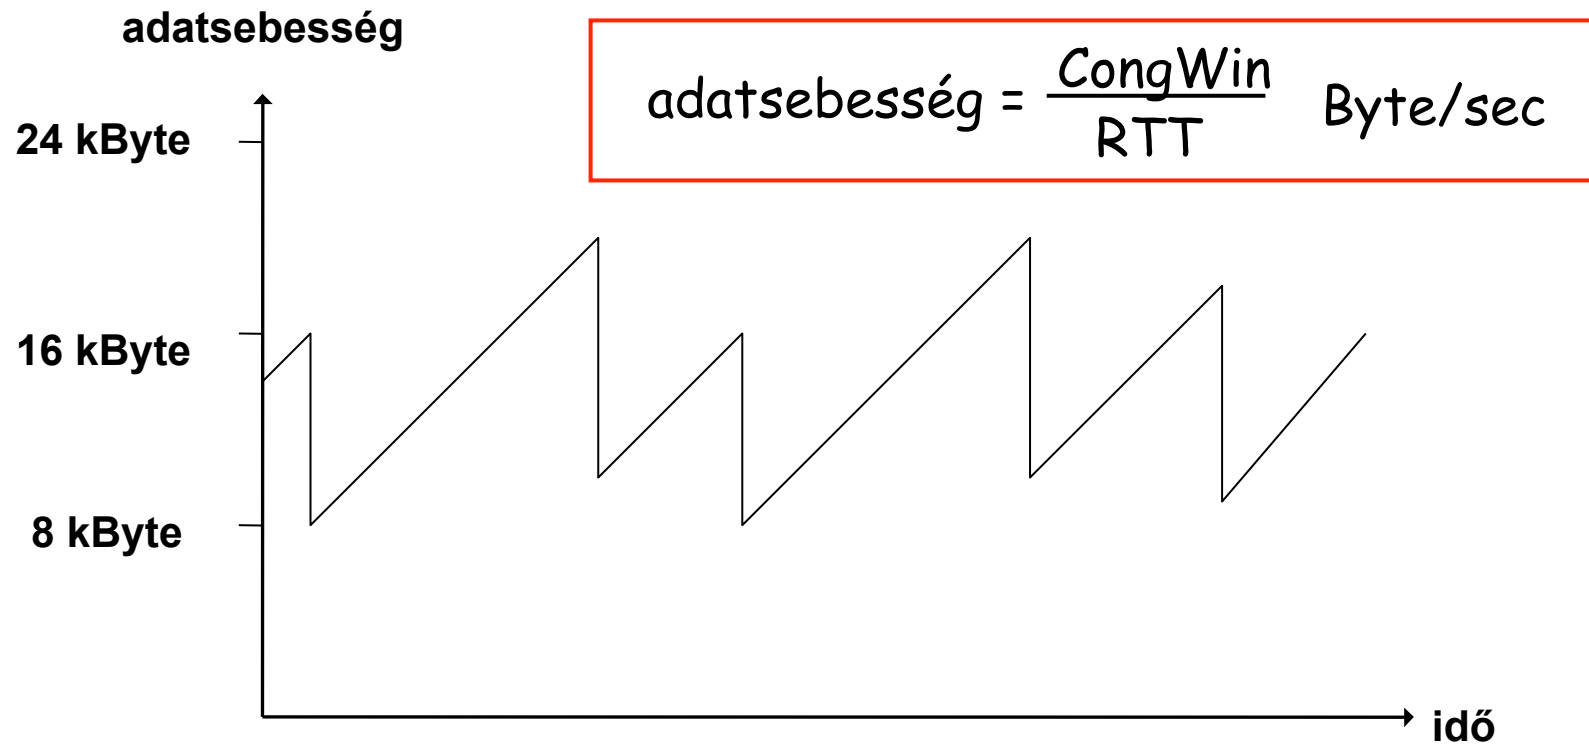 adatsebesség
adatsebesség = CongWin
RTT
Byte/sec
24 kByte
16 kByte
8 kByte
idő